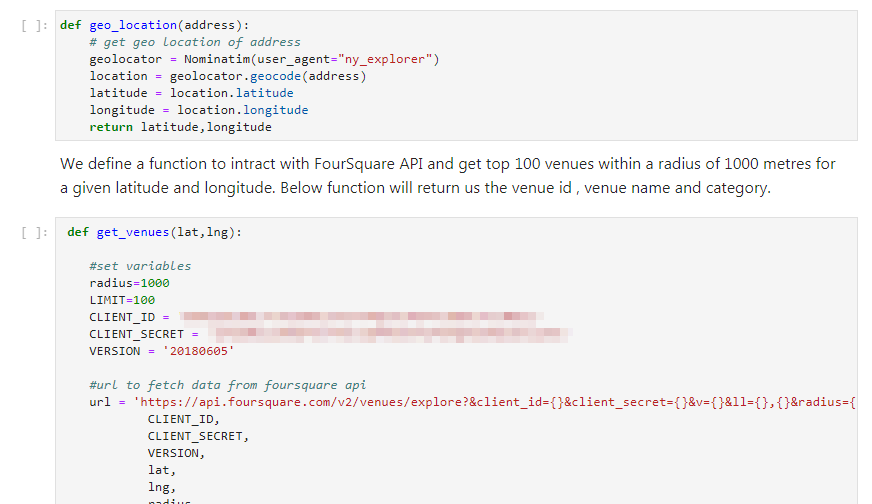 [ ]: def geo_location(address):
# get geo location of address
geolocator = Nominatim(user_agent="ny_explorer")
location = geolocator.geocode(address)
latitude = location.latitude
longitude = location.longitude
return latitude,longitude
We define a function to intract with FourSquare API and get top 100 venues within a radius of 1000 metres for
a given latitude and longitude. Below function will return us the venue id , venue name and category.
[ ]: def get_venues(lat,lng):
#set variables
radius=1000
LIMIT=100
CLIENT_ID =
CLIENT_SECRET =
VERSION = '20180605'
#url to fetch data from foursquare api
url = 'https://api.foursquare.com/v2/venues/explore?&client_id={}&client_secret={}&v={}&ll={},{}&radius={
CLIENT_ID,
CLIENT_SECRET,
VERSION,
lat,
lng,
radius